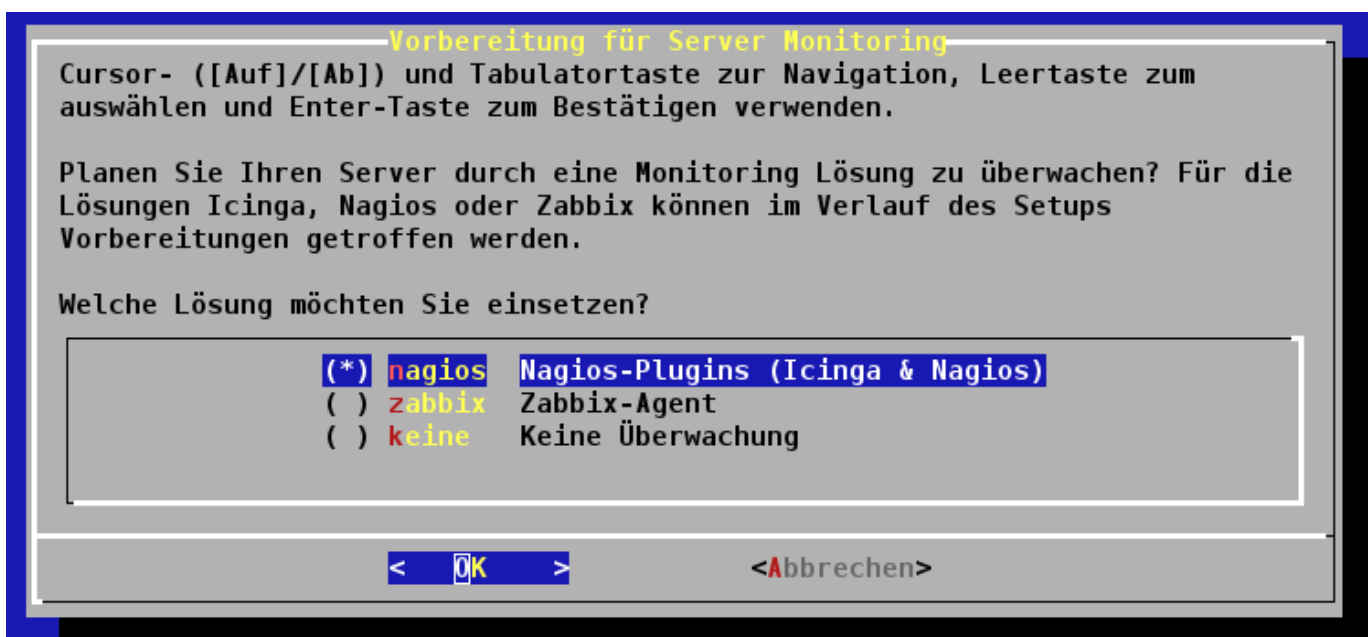 Vorbereitung für Server Monitoring
Cursor- ([Auf]/[Ab]) und Tabulatortaste zur Navigation, Leertaste zum
auswählen und Enter-Taste zum Bestätigen verwenden.
Planen Sie Ihren Server durch eine Monitoring Lösung zu überwachen? Für die
Lösungen Icinga, Nagios oder Zabbix können im Verlauf des Setups
Vorbereitungen getroffen werden.
Welche Lösung möchten Sie einsetzen?
(*) nagios Nagios-Plugins (Icinga & Nagios)
( ) zabbix Zabbix-Agent
( ) keine Keine Überwachung
< OK > <Abbrechen>